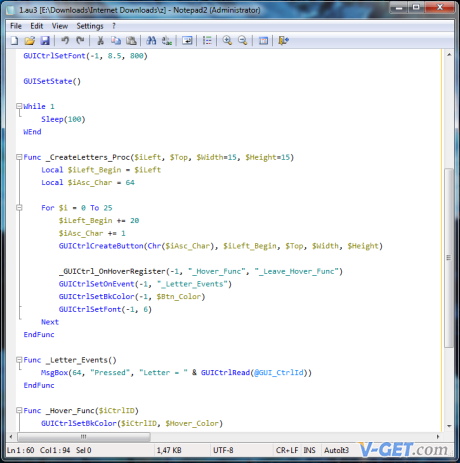 1.au3 [E:\Downloads\Internet Downloads\z] - Notepad2 (Administrator)
File Edit View Settings ?
GUICtrlSetFont(-1, 8.5, 800)
GUISetState()
While 1
Sleep(100)
WEnd
Func _CreateLetters_Proc($iLeft, $Top, $Width=15, $Height=15)
Local $iLeft_Begin = $iLeft
Local $iAsc_Char = 64
For $i = 0 To 25
$iLeft_Begin += 20
$iAsc_Char += 1
GUICtrlCreateButton(Chr($iAsc_Char), $iLeft_Begin, $Top, $Width, $Height)
_GUICtrl_OnHoverRegister(-1, "_Hover_Func", "_Leave_Hover_Func")
GUICtrlSetOnEvent(-1, "_Letter_Events")
GUICtrlSetBkColor(-1, $Btn_Color)
GUICtrlSetFont(-1, 6)
Next
EndFunc
Func _Letter_Events()
MsgBox(64, "Pressed", "Letter = " & GUICtrlRead(@GUI_CtrlId))
EndFunc
Func _Hover_Func($iCtrlID)
GUICtrlSetBkColor($iCtrlID, $Hover_Color)
Ln 1 : 60 Col 1 : 94 Sel 0 1,47 KB UTF-8 CR+LF INS AutoIt3
V-GET.com